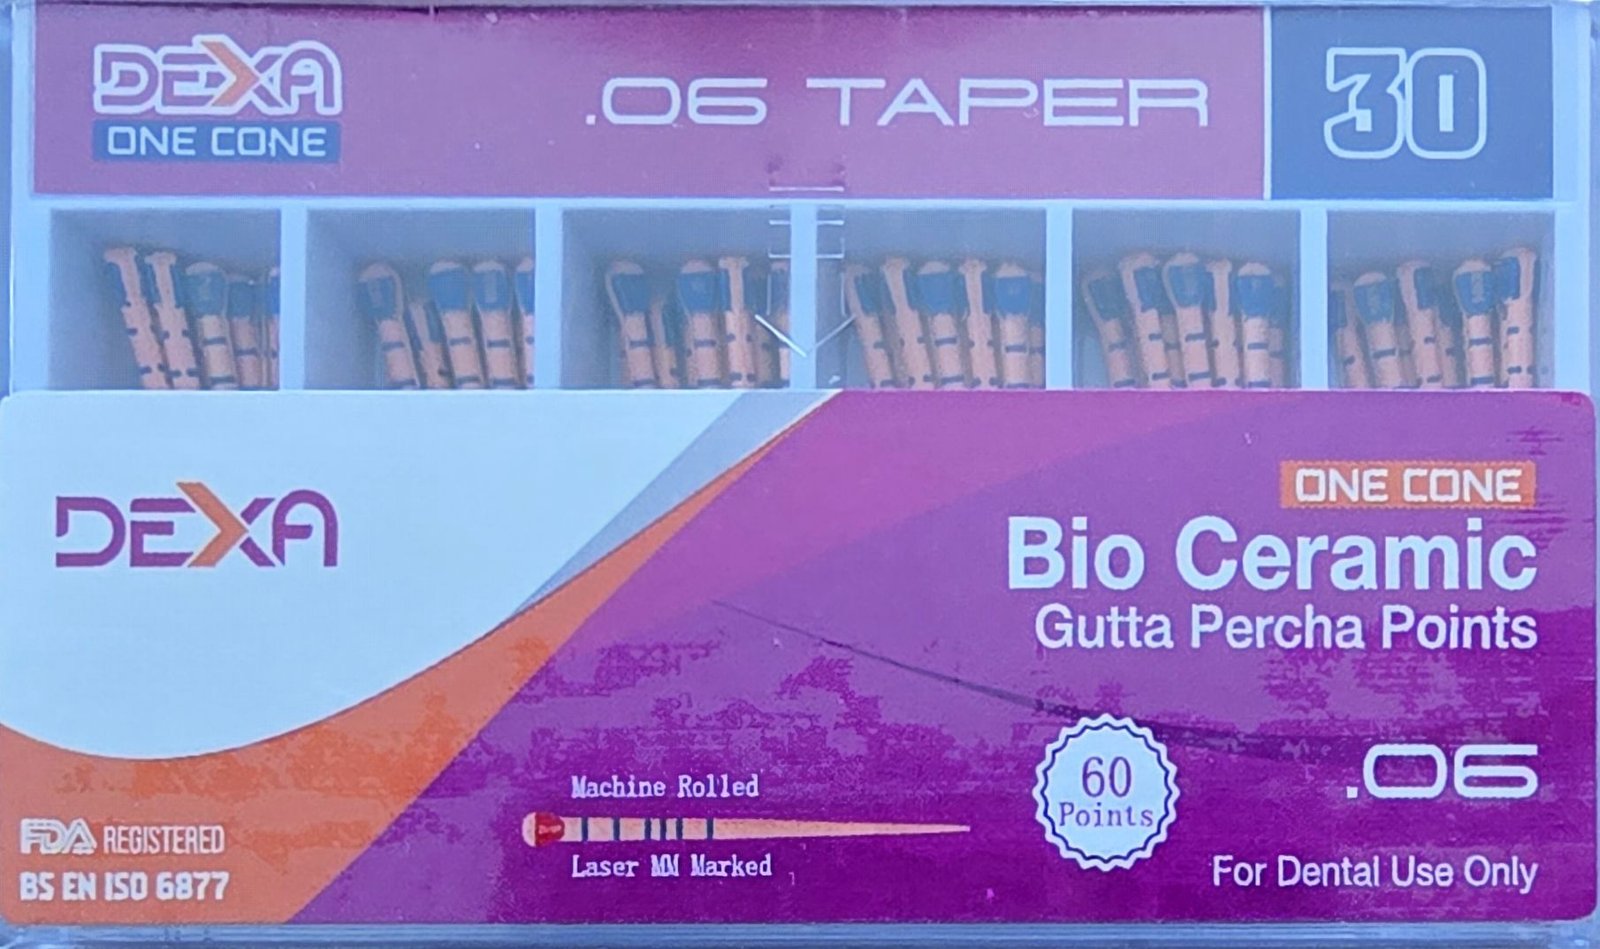 DEXA
ONE CONE
.06 TAPER
30
DEXA
ONE CONE
Bio Ceramic
Gutta Percha Points
.06
60
Points
For Dental Use Only
Machine Rolled
Laser MM Marked
FDA REGISTERED
BS EN ISO 6877